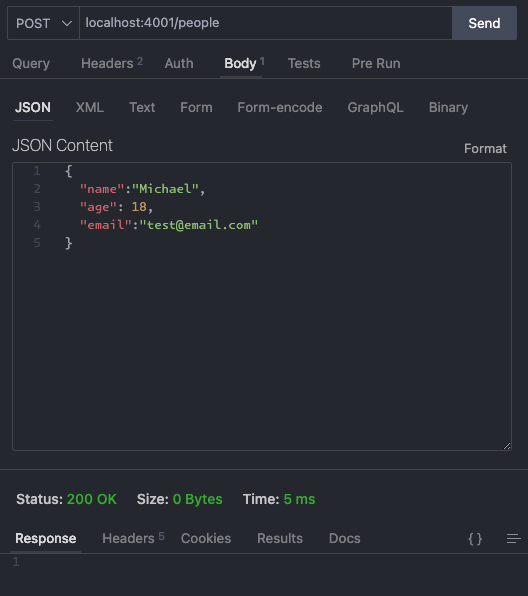 POST localhost:4001/people Send
Query Headers 2 Auth Body 1 Tests Pre Run
JSON XML Text Form Form-encode GraphQL Binary
JSON Content Format
1 {
2 "name":"Michael",
3 "age": 18,
4 "email":"test@email.com"
5 }
Status: 200 OK Size: 0 Bytes Time: 5 ms
Response Headers 5 Cookies Results Docs { }
1